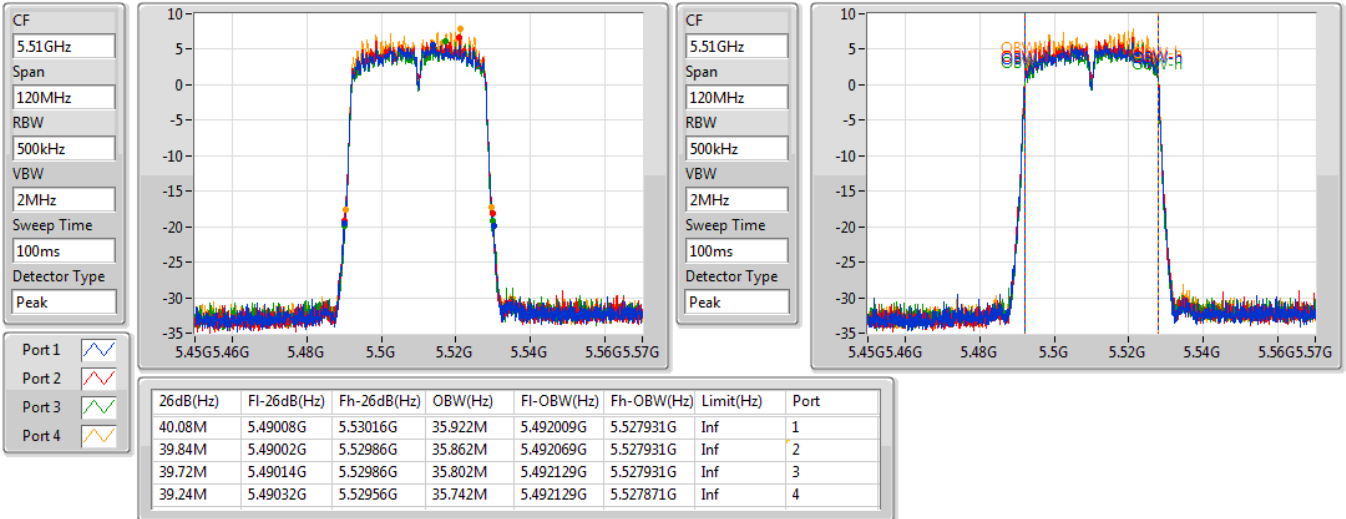 CF
5.51GHz
Span
120MHz
RBW
500kHz
VBW
2MHz
Sweep Time
100ms
Detector Type
Peak
10
5
0
-5
-10
-15
-20
-25
-30
-35
5.45G 5.46G 5.48G 5.5G 5.52G 5.54G 5.56G 5.57G
CF
5.51GHz
Span
120MHz
RBW
500kHz
VBW
2MHz
Sweep Time
100ms
Detector Type
Peak
10
5
0
-5
-10
-15
-20
-25
-30
-35
5.45G 5.46G 5.48G 5.5G 5.52G 5.54G 5.56G 5.57G
Port 1
Port 2
Port 3
Port 4
26dB(Hz) Fl-26dB(Hz) Fh-26dB(Hz) OBW(Hz) Fl-OBW(Hz) Fh-OBW(Hz) Limit(Hz) Port
40.08M 5.49008G 5.53016G 35.922M 5.492009G 5.527931G Inf 1
39.84M 5.49002G 5.52986G 35.862M 5.492069G 5.527931G Inf 2
39.72M 5.49014G 5.52986G 35.802M 5.492129G 5.527931G Inf 3
39.24M 5.49032G 5.52956G 35.742M 5.492129G 5.527871G Inf 4